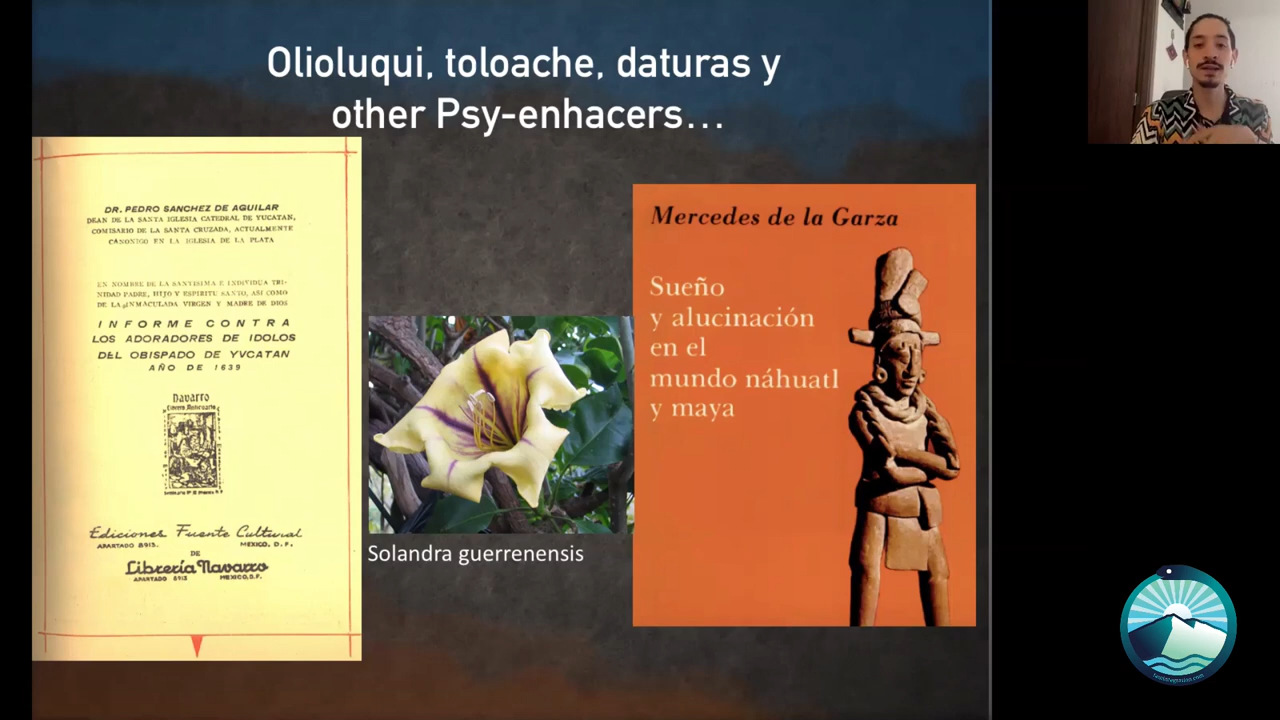 Olioluqui, toloache, daturas y
other Psy-enhacers...
DR. PEDRO SANCHEZ DE AGUILAR
DEAN DE LA SANTA IGLESIA CATEDRAL DE YUCATAN,
COMISARIO DE LA SANTA CRUZADA, ACTUALMENTE
CANONIGO EN LA IGLESIA DE LA PLATA
EN NOMBRE DE LA SANTISIMA E INDIVIDUA TRI-
NIDAD PADRE, HIJO Y ESPIRITU SANTO, ASI COMO
DE LA INMACULADA VIRGEN Y MADRE DE DIOS
INFORME CONTRA
LOS ADORADORES DE IDOLOS
DEL OBISPADO DE YVCATAN
AÑO DE 1639
Navarro
Ediciones Fuente Cultural
APARTADO 8913. MEXICO, D. F.
DE
Librería Navarro
APARTADO 8913 MEXICO, D.F.
Solandra guerrenensis
Mercedes de la Garza
Sueño
y alucinación
en el
mundo náhuatl
y maya